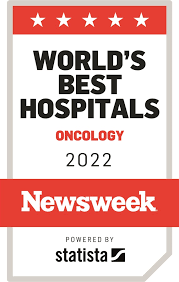 WORLD'S
BEST
HOSPITALS
ONCOLOGY
2022
Newsweek
POWERED BY
statista